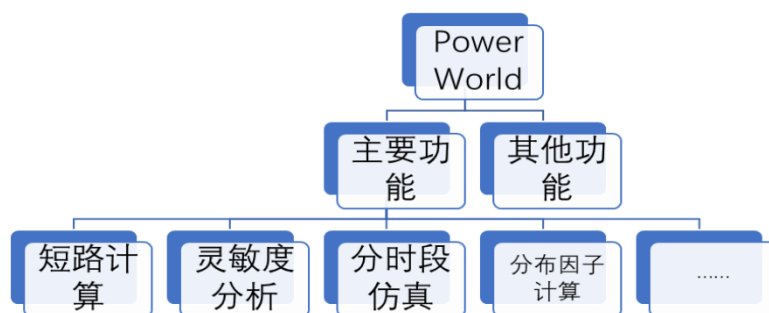 Power
World
主要功
能
其他功
能
短路计
算
灵敏度
分析
分时段
仿真
分布因子
计算
……